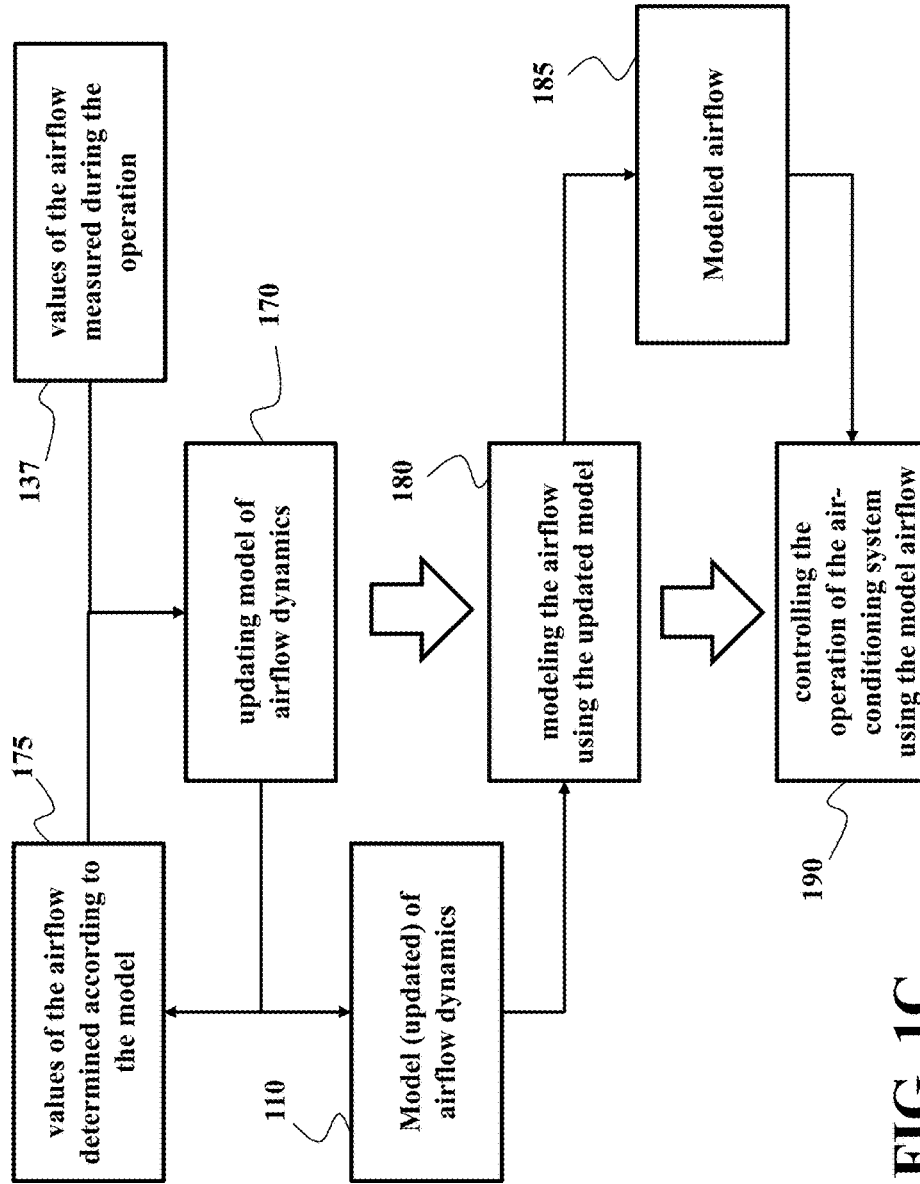 values of the airflow
determined according to
the model
175
values of the airflow
measured during the
operation
137
updating model of
airflow dynamics
170
Model (updated) of
airflow dynamics
110
modeling the airflow
using the updated model
180
Modelled airflow
185
controlling the
operation of the air-
conditioning system
using the model airflow
190
FIG. 1C